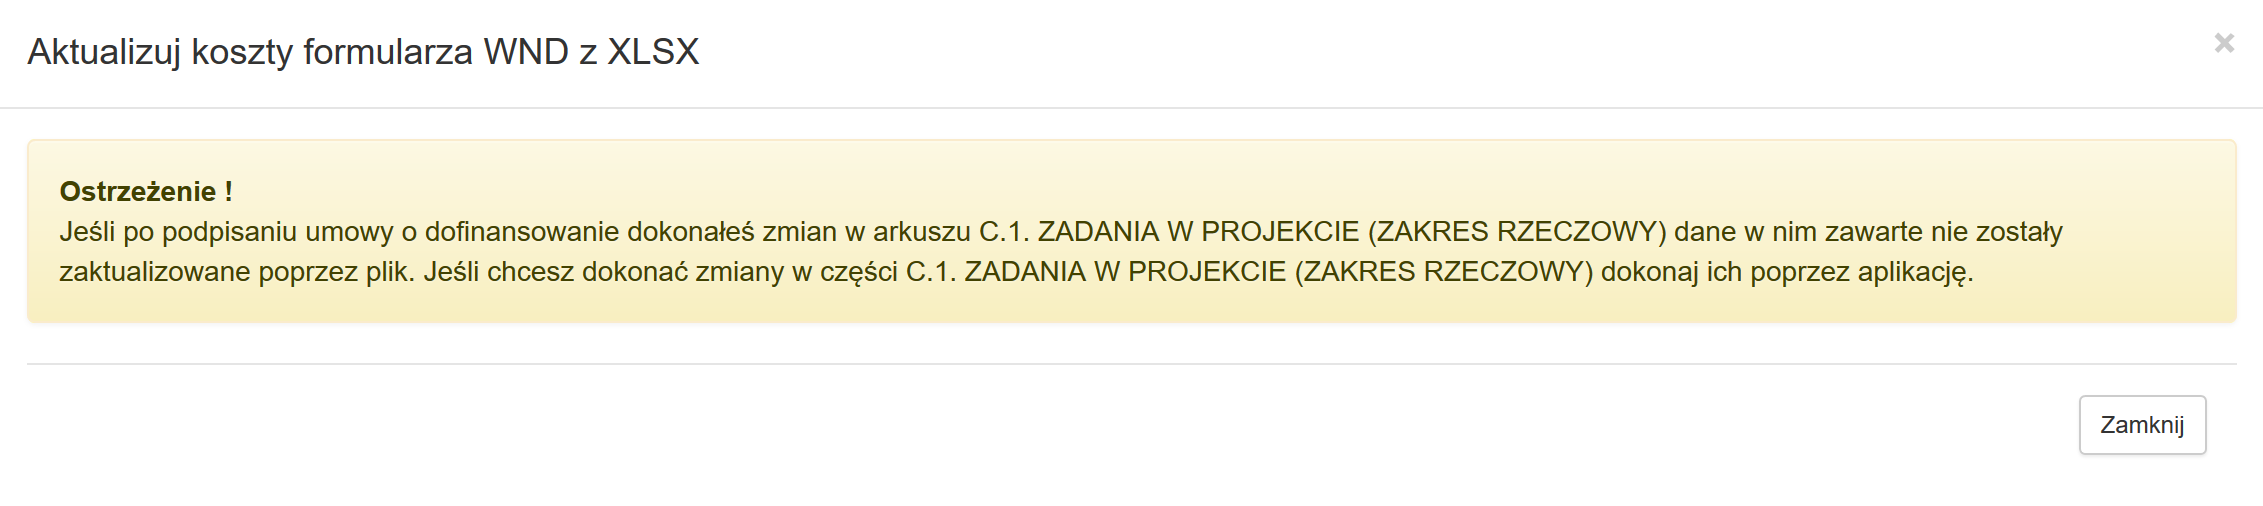 Aktualizuj koszty formularza WND z XLSX
×
Ostrzeżenie !
Jeśli po podpisaniu umowy o dofinansowanie dokonałeś zmian w arkuszu C.1. ZADANIA W PROJEKCIE (ZAKRES RZECZOWY) dane w nim zawarte nie zostały
zaktualizowane poprzez plik. Jeśli chcesz dokonać zmiany w części C.1. ZADANIA W PROJEKCIE (ZAKRES RZECZOWY) dokonaj ich poprzez aplikację.
Zamknij